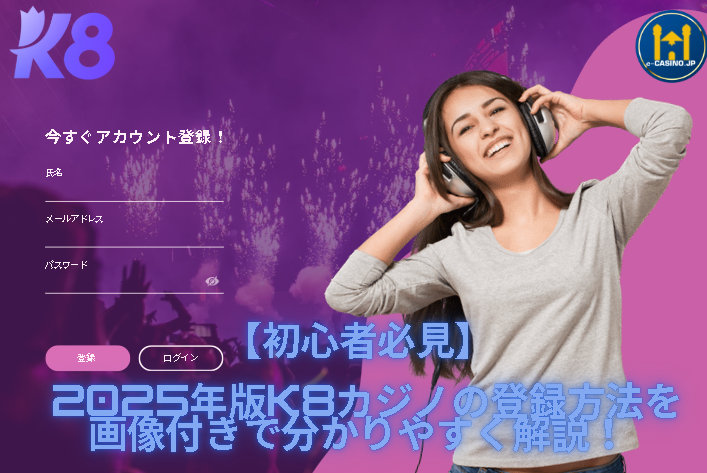 K8
e-CASINO.JP
今すぐアカウント登録！
氏名
メールアドレス
パスワード
登録
ログイン
【初心者必見】
2025年版K8カジノの登録方法を
画像付きで分かりやすく解説！